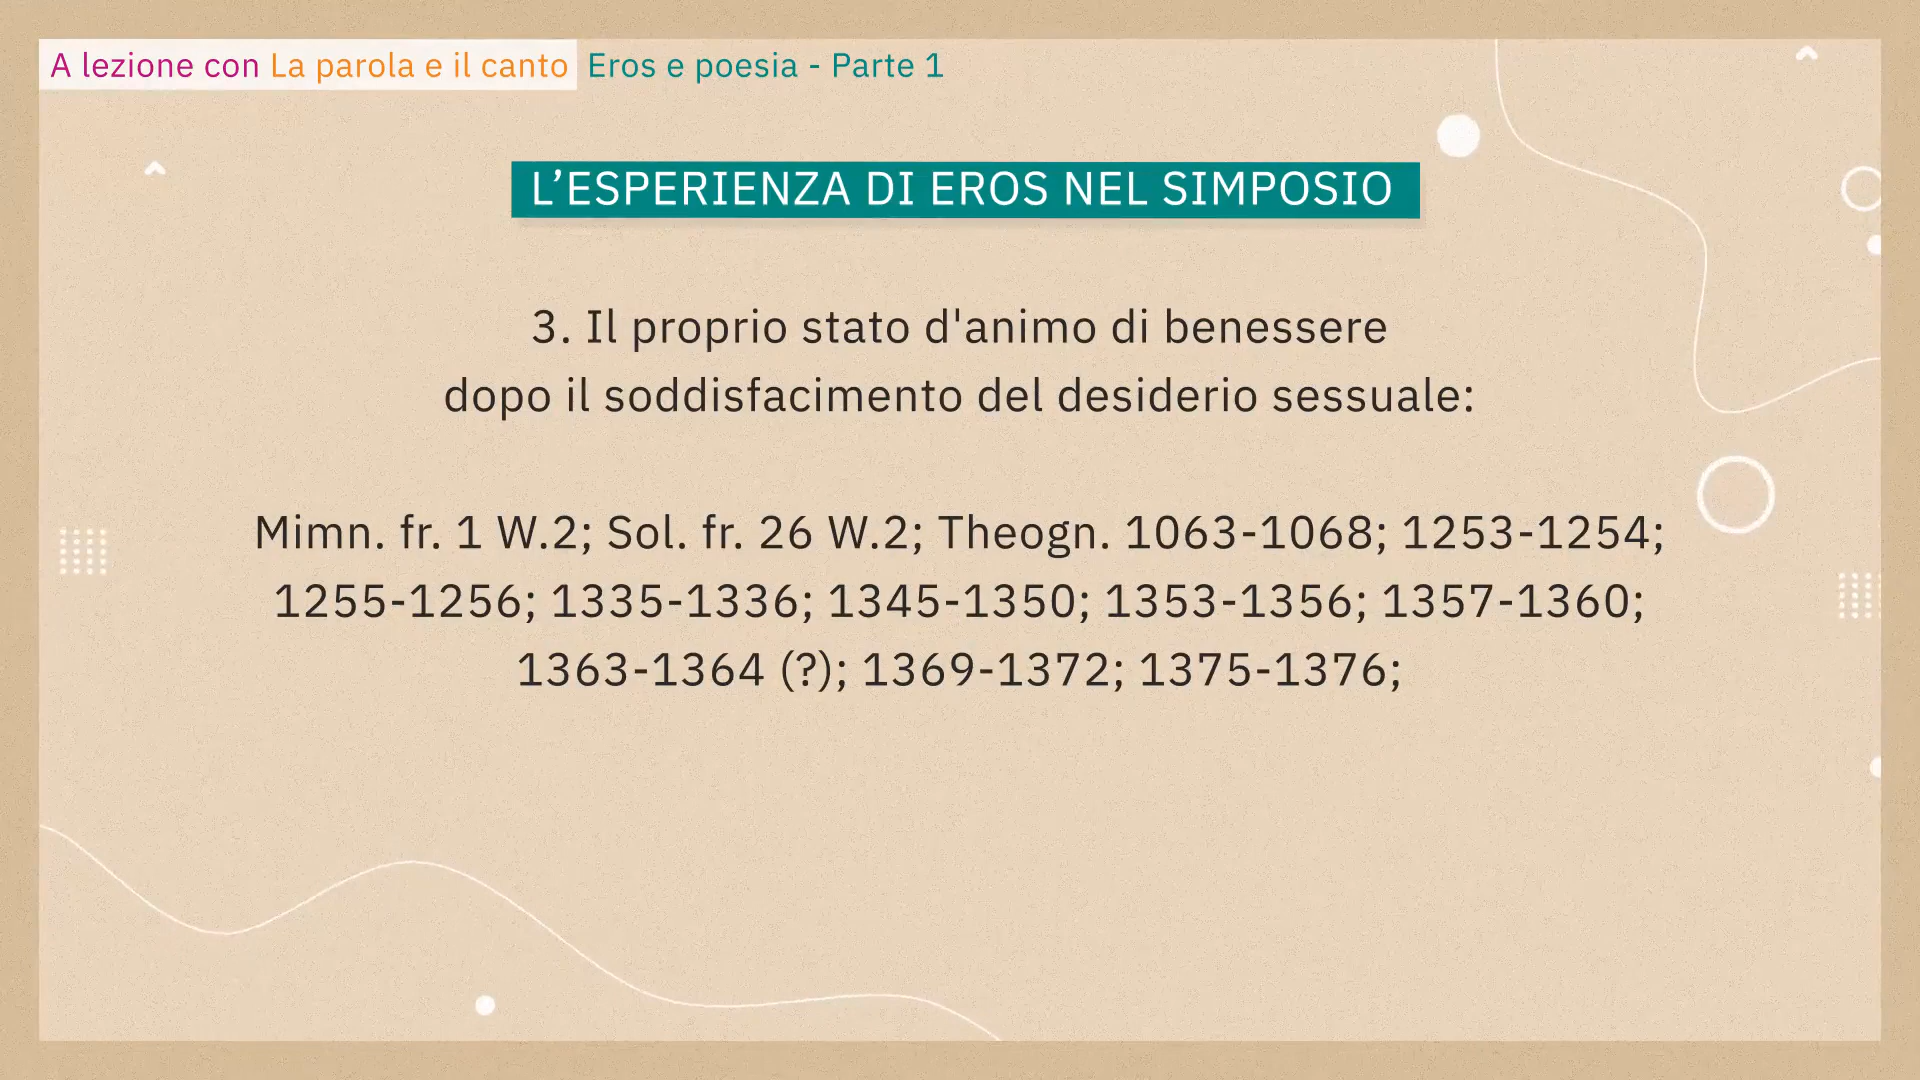 A lezione con La parola e il canto Eros e poesia - Parte 1
L’ESPERIENZA DI EROS NEL SIMPOSIO
3. Il proprio stato d'animo di benessere
dopo il soddisfacimento del desiderio sessuale:
Mimn. fr. 1 W.2; Sol. fr. 26 W.2; Theogn. 1063-1068; 1253-1254;
1255-1256; 1335-1336; 1345-1350; 1353-1356; 1357-1360;
1363-1364 (?); 1369-1372; 1375-1376;